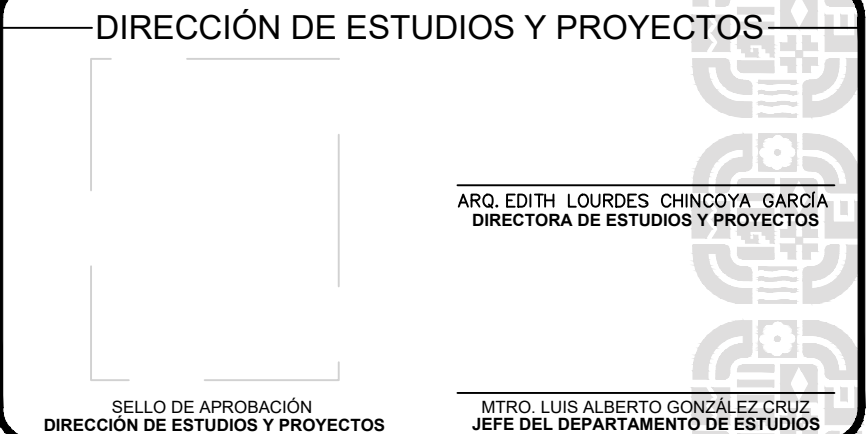 DIRECCIÓN DE ESTUDIOS Y PROYECTOS
ARQ. EDITH LOURDES CHINCOYA GARCÍA
DIRECTORA DE ESTUDIOS Y PROYECTOS
SELLO DE APROBACIÓN
DIRECCIÓN DE ESTUDIOS Y PROYECTOS
MTRO. LUIS ALBERTO GONZÁLEZ CRUZ
JEFE DEL DEPARTAMENTO DE ESTUDIOS